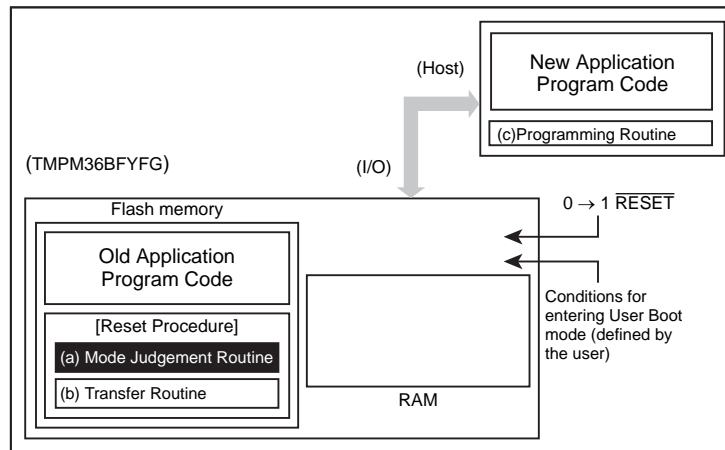 (Host)
New Application
Program Code
(c)Programming Routine
(TMPM36BFYFG)
(I/O)
0 → 1 RESET
Flash memory
Old Application
Program Code
[Reset Procedure]
(a) Mode Judgement Routine
(b) Transfer Routine
RAM
Conditions for
entering User Boot
mode (defined by
the user)